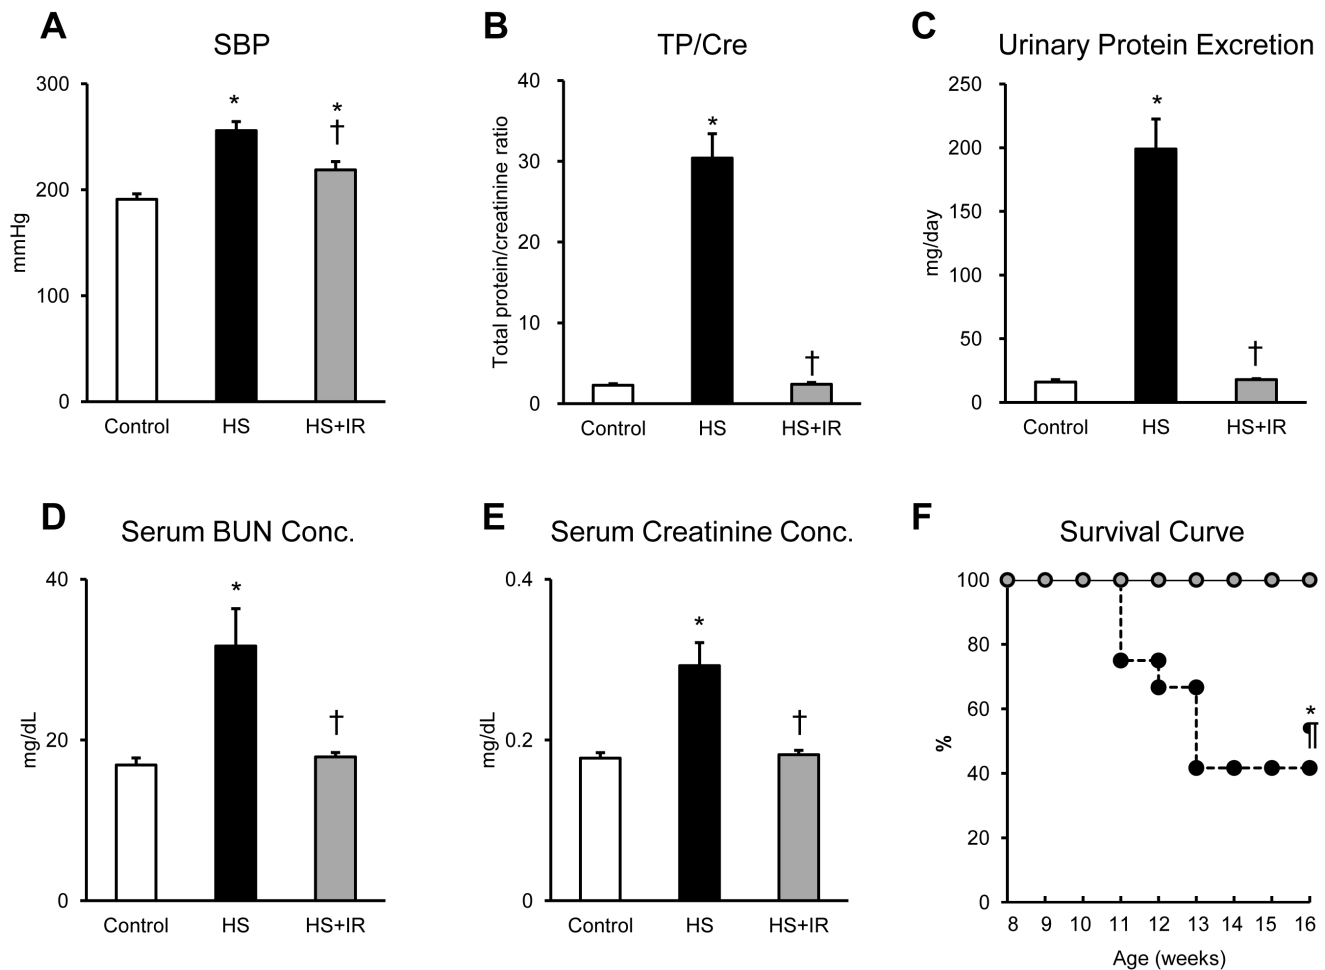 A
SBP
300
200
100
0
mmHg
*
*
†
Control
HS
HS+IR
B
TP/Cre
40
30
20
10
0
Total protein/creatinine ratio
*
†
Control
HS
HS+IR
C
Urinary Protein Excretion
250
200
150
100
50
0
mg/day
*
†
Control
HS
HS+IR
D
Serum BUN Conc.
40
20
0
mg/dL
*
†
Control
HS
HS+IR
E
Serum Creatinine Conc.
0.4
0.2
0
mg/dL
*
†
Control
HS
HS+IR
F
Survival Curve
100
80
60
40
20
0
%
*
¶
8 9 10 11 12 13 14 15 16
Age (weeks)